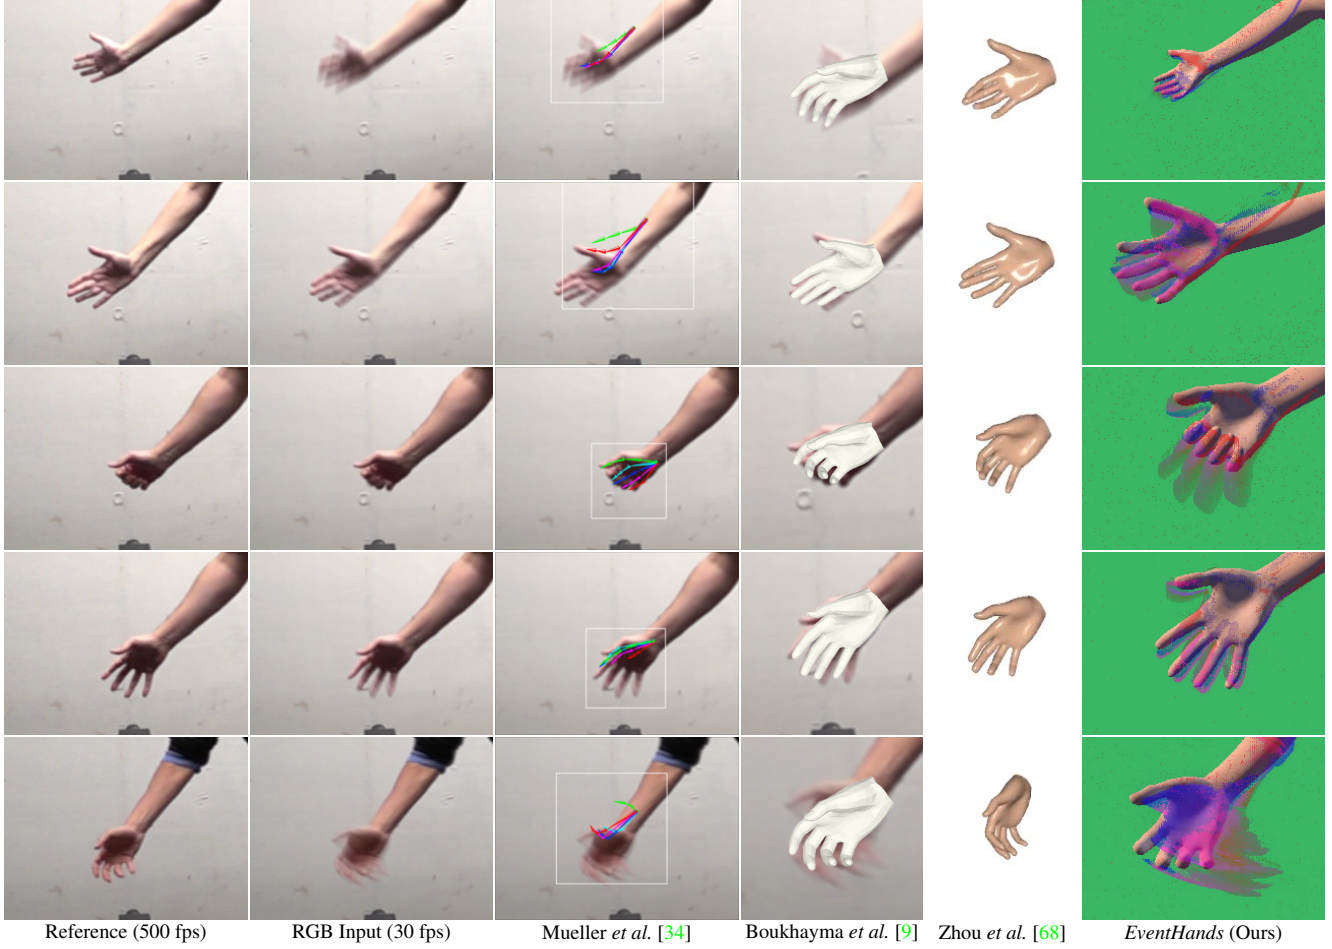 Reference (500 fps) RGB Input (30 fps) Mueller et al. [34] Boukhayma et al. [9] Zhou et al. [68] EventHands (Ours)